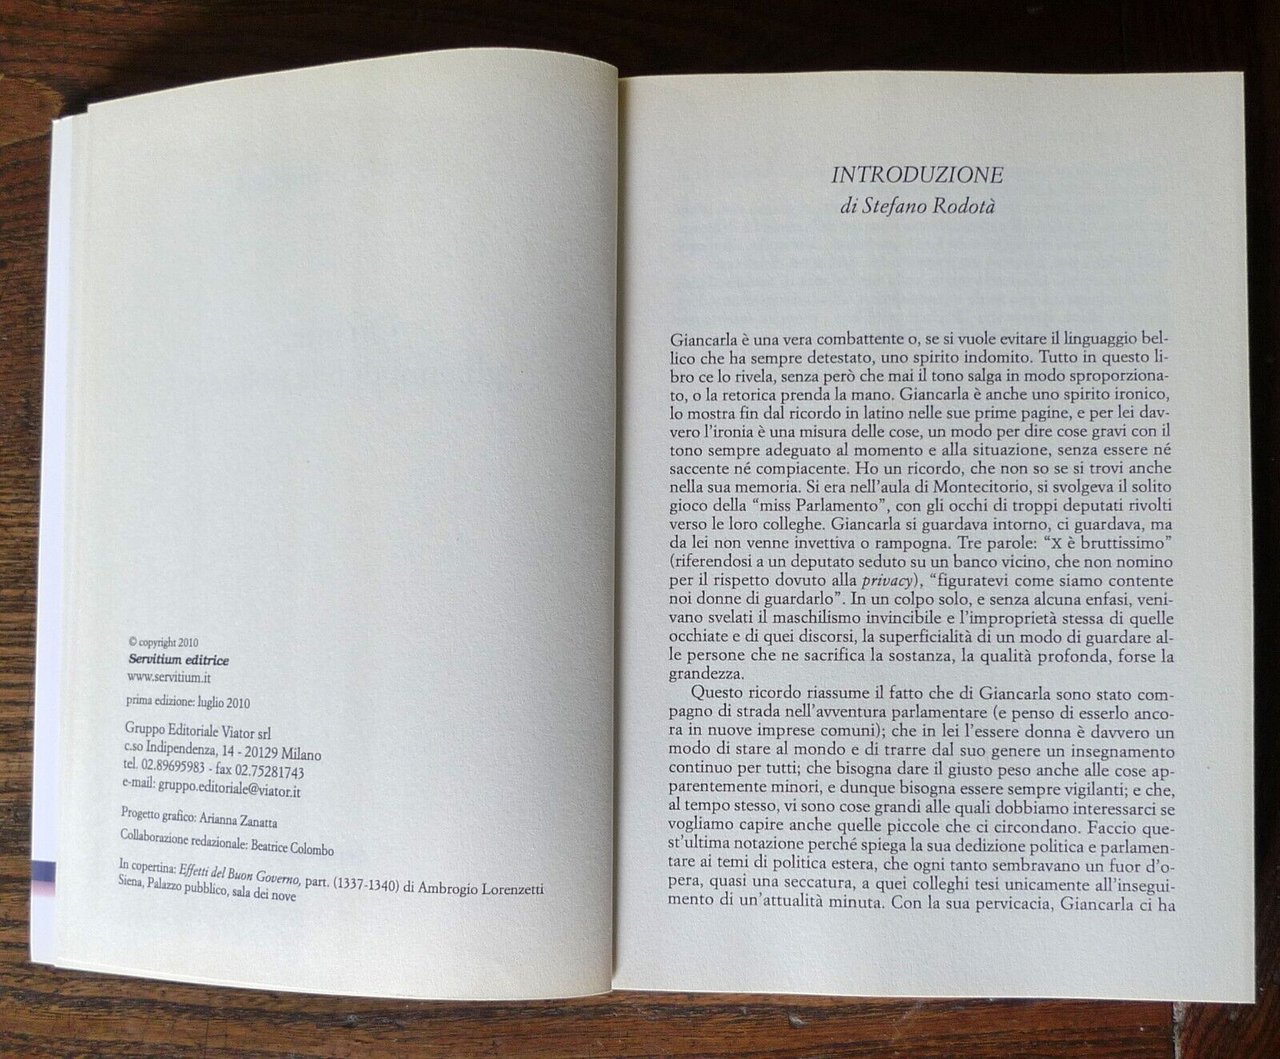 © copyright 2010
Servitium editrice
www.servitium.it
prima edizione: luglio 2010
Gruppo Editoriale Viator srl
c.so Indipendenza, 14 - 20129 Milano
tel. 02.89695983 - fax 02.75281743
e-mail: gruppo.editoriale@viator.it
Progetto grafico: Arianna Zanatta
Collaborazione redazionale: Beatrice Colombo
In copertina: Effetti del Buon Governo, part. (1337-1340) di Ambrogio Lorenzetti
Siena, Palazzo pubblico, sala dei nove
INTRODUZIONE
di Stefano Rodotà
Giancarla è una vera combattente o, se si vuole evitare il linguaggio bel-
lico che ha sempre detestato, uno spirito indomito. Tutto in questo li-
bro ce lo rivela, senza però che mai il tono salga in modo sproporziona-
to, o la retorica prenda la mano. Giancarla è anche uno spirito ironico,
lo mostra fin dal ricordo in latino nelle sue prime pagine, e per lei dav-
vero l'ironia è una misura delle cose, un modo per dire cose gravi con il
tono sempre adeguato al momento e alla situazione, senza essere né
saccente né compiacente. Ho un ricordo, che non so se si trovi anche
nella sua memoria. Si era nell'aula di Montecitorio, si svolgeva il solito
gioco della “miss Parlamento”, con gli occhi di troppi deputati rivolti
verso le loro colleghe. Giancarla si guardava intorno, ci guardava, ma
da lei non venne invettiva o rampogna. Tre parole: “X è bruttissimo”
(riferendosi a un deputato seduto su un banco vicino, che non nomino
per il rispetto dovuto alla privacy), “figuratevi come siamo contente
noi donne di guardarlo”. In un colpo solo, e senza alcuna enfasi, veni-
vano svelati il maschilismo invincibile e l'improprietà stessa di quelle
occhiate e di quei discorsi, la superficialità di un modo di guardare al-
le persone che ne sacrifica la sostanza, la qualità profonda, forse la
grandezza.
Questo ricordo riassume il fatto che di Giancarla sono stato com-
pagno di strada nell'avventura parlamentare (e penso di esserlo anco-
ra in nuove imprese comuni); che in lei l'essere donna è davvero un
modo di stare al mondo e di trarre dal suo genere un insegnamento
continuo per tutti; che bisogna dare il giusto peso anche alle cose ap-
parentemente minori, e dunque bisogna essere sempre vigilanti; e che,
al tempo stesso, vi sono cose grandi alle quali dobbiamo interessarci se
vogliamo capire anche quelle piccole che ci circondano. Faccio que-
st'ultima notazione perché spiega la sua dedizione politica e parlamen-
tare ai temi di politica estera, che ogni tanto sembravano un fuor d'o-
pera, quasi una seccatura, a quei colleghi tesi unicamente all'insegui-
mento di un'attualità minuta. Con la sua pervicacia, Giancarla ci ha